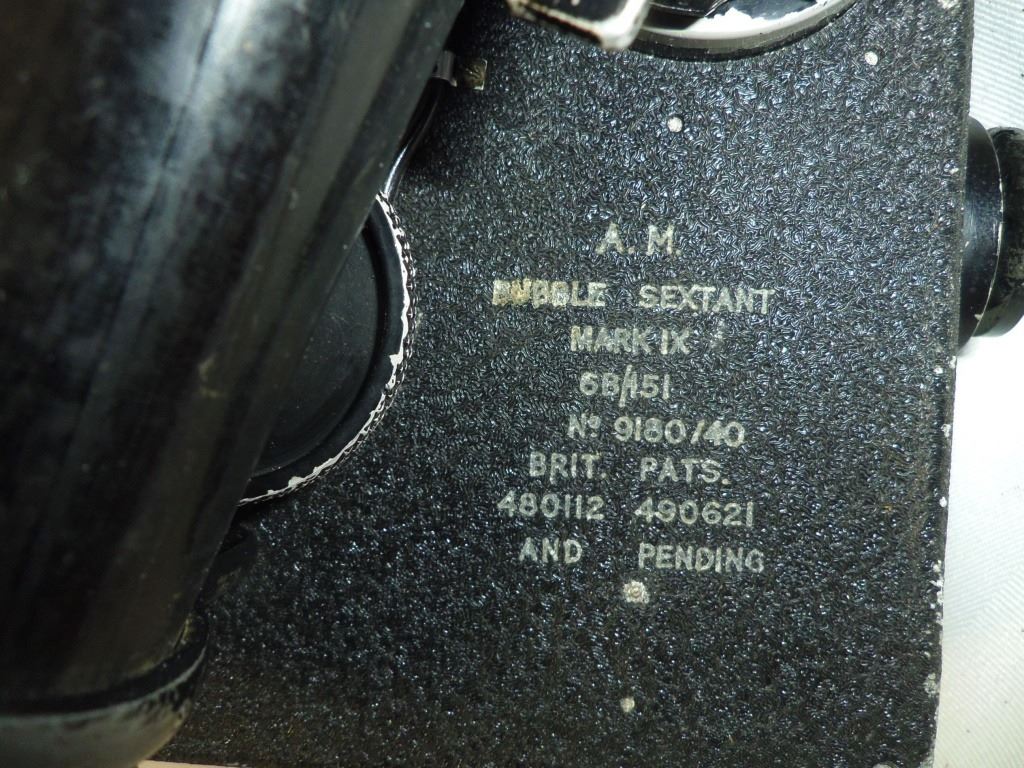 A. M.
BUBBLE SEXTANT
MARK IX
6B/151
Nº 9180/40
BRIT. PATS.
480112 490621
AND PENDING